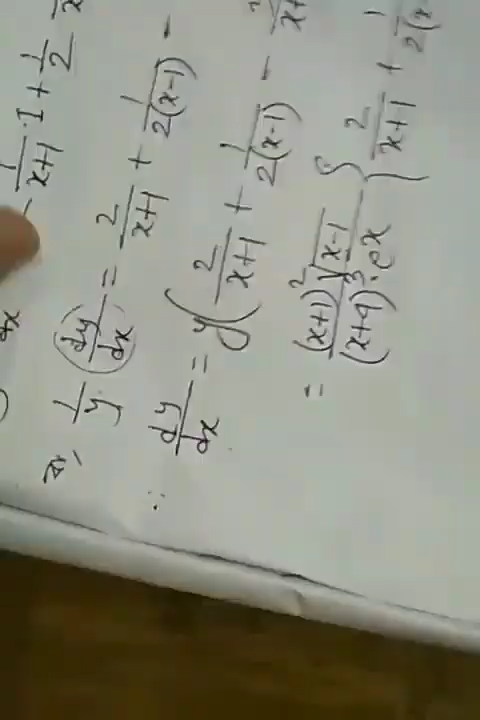 1/(x+1) ·1 + 1/2
या, 1/y (dy/dx) = 2/(x+1) + 1/(2(x-1)) -
∴ dy/dx = y( 2/(x+1) + 1/(2(x-1)) -
= (x+1)²√(x-1) / (x+4)³·eˣ { 2/(x+1) + 1/(2(x-